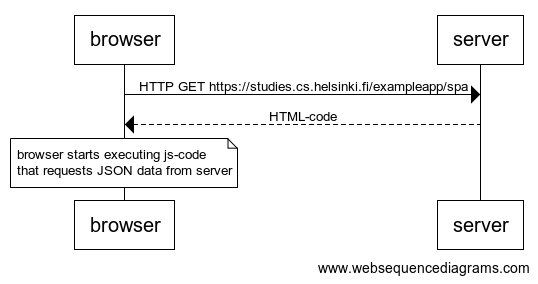 browser server
HTTP GET https://studies.cs.helsinki.fi/exampleapp/spa
HTML-code
browser starts executing js-code
that requests JSON data from server
browser server
www.websequencediagrams.com